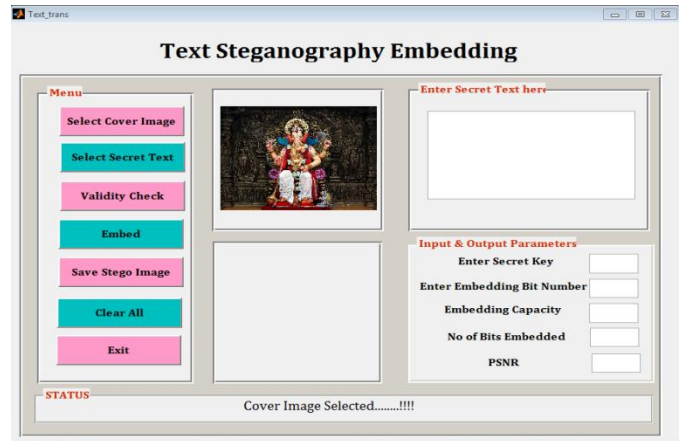 Text_trans
Text Steganography Embedding
Menu
Select Cover Image
Select Secret Text
Validity Check
Embed
Save Stego Image
Clear All
Exit
Enter Secret Text here
Input & Output Parameters
Enter Secret Key
Enter Embedding Bit Number
Embedding Capacity
No of Bits Embedded
PSNR
STATUS
Cover Image Selected........!!!!